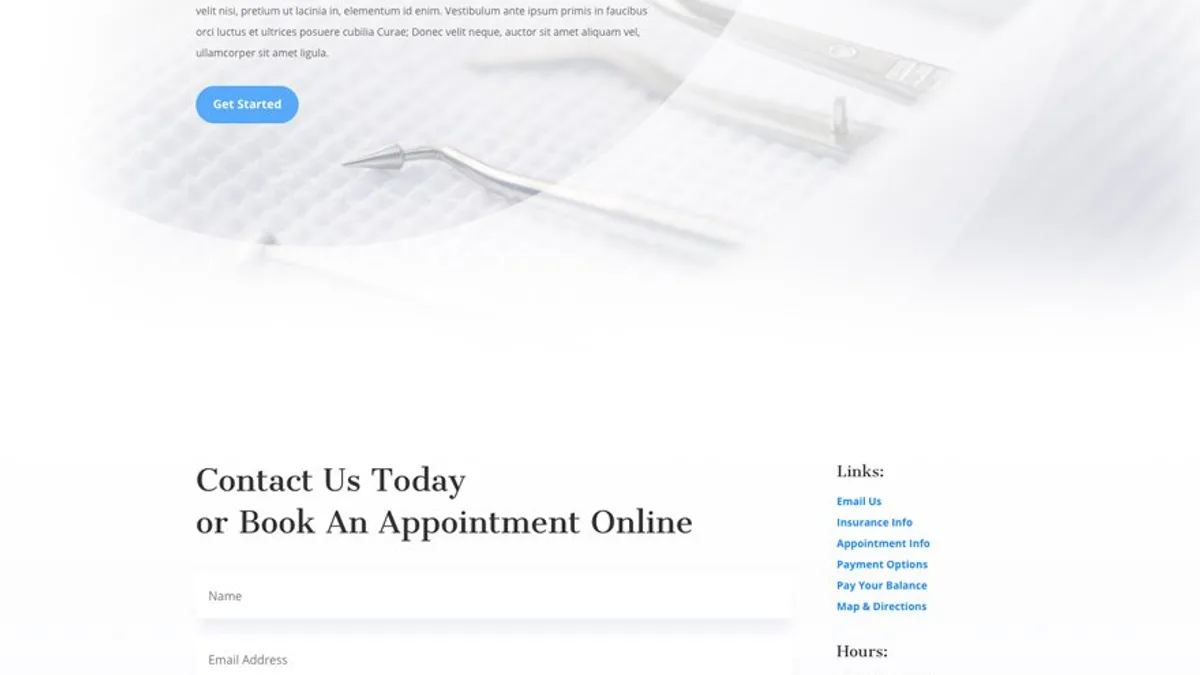 velit nisi, pretium ut lacinia in, elementum id enim. Vestibulum ante ipsum primis in faucibus
orci luctus et ultrices posuere cubilia Curae; Donec velit neque, auctor sit amet aliquam vel,
ullamcorper sit amet ligula.
Get Started
Contact Us Today
or Book An Appointment Online
Name
Email Address
Links:
Email Us
Insurance Info
Appointment Info
Payment Options
Pay Your Balance
Map & Directions
Hours: